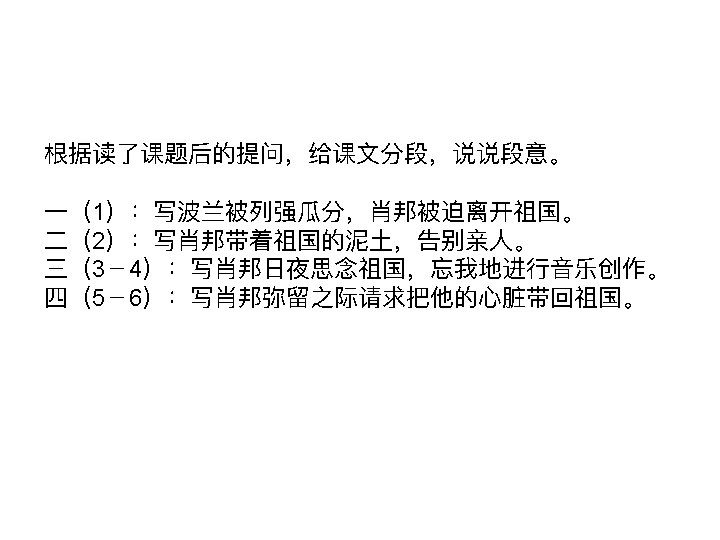 根据读了课题后的提问，给课文分段，说说段意。
一（1）：写波兰被列强瓜分，肖邦被迫离开祖国。
二（2）：写肖邦带着祖国的泥土，告别亲人。
三（3－4）：写肖邦日夜思念祖国，忘我地进行音乐创作。
四（5－6）：写肖邦弥留之际请求把他的心脏带回祖国。